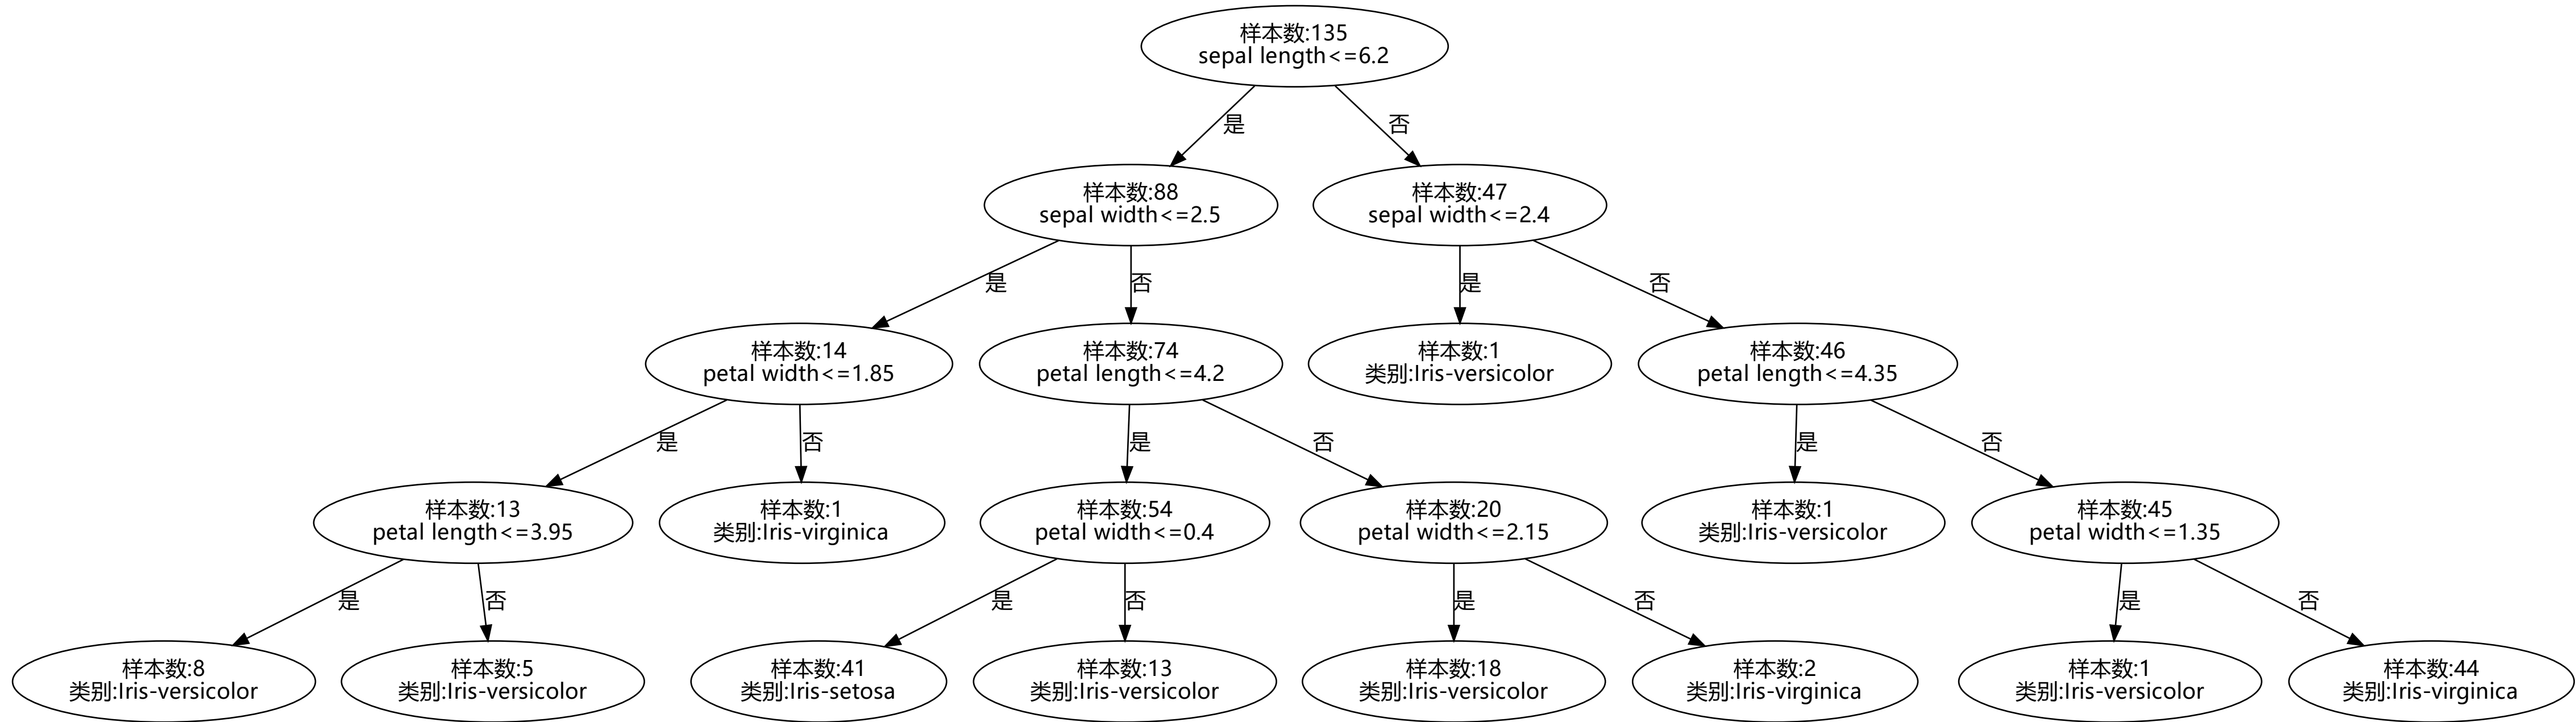 样本数:135
sepal length<=6.2
是
否
样本数:88
sepal width<=2.5
样本数:47
sepal width<=2.4
是
否
是
否
样本数:14
petal width<=1.85
样本数:74
petal length<=4.2
样本数:1
类别:Iris-versicolor
样本数:46
petal length<=4.35
是
否
是
否
是
否
样本数:13
petal length<=3.95
样本数:1
类别:Iris-virginica
样本数:54
petal width<=0.4
样本数:20
petal width<=2.15
样本数:1
类别:Iris-versicolor
样本数:45
petal width<=1.35
是
否
是
否
是
否
是
否
样本数:8
类别:Iris-versicolor
样本数:5
类别:Iris-versicolor
样本数:41
类别:Iris-setosa
样本数:13
类别:Iris-versicolor
样本数:18
类别:Iris-versicolor
样本数:2
类别:Iris-virginica
样本数:1
类别:Iris-versicolor
样本数:44
类别:Iris-virginica